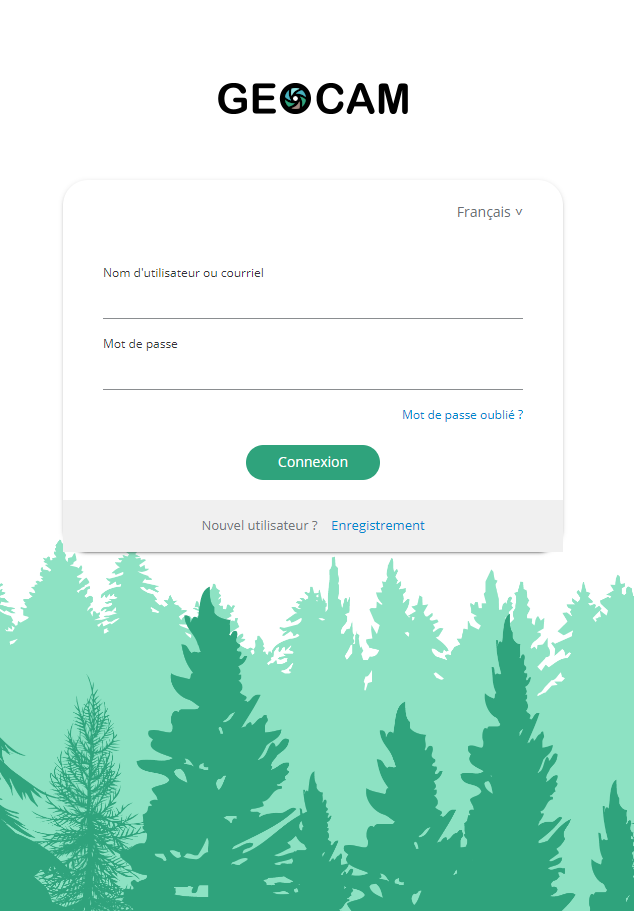 GEOCAM
Français ˅
Nom d'utilisateur ou courriel
Mot de passe
Mot de passe oublié ?
Connexion
Nouvel utilisateur ? Enregistrement